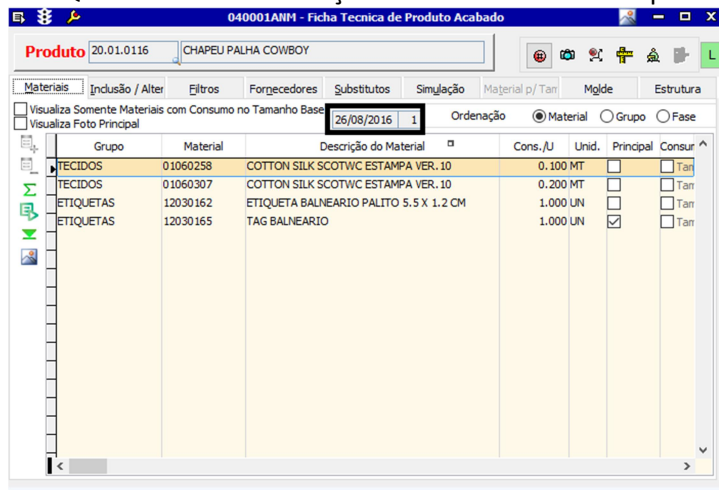 040001ANM - Ficha Tecnica de Produto Acabado
Produto 20.01.0116 CHAPEU PALHA COWBOY L
Materiais Inclusão / Alter Filtros Fornecedores Substitutos Simulação Material p/ Tam Molde Estrutura
Visualiza Somente Materiais com Consumo no Tamanho Base
Visualiza Foto Principal
26/08/2016 1 Ordenação Material Grupo Fase
Grupo Material Descrição do Material Cons./U Unid. Principal Consur
TECIDOS 01060258 COTTON SILK SCOTWC ESTAMPA VER.10 0.100 MT Tam
TECIDOS 01060307 COTTON SILK SCOTWC ESTAMPA VER.10 0.200 MT Tam
ETIQUETAS 12030162 ETIQUETA BALNEARIO PALITO 5.5 X 1.2 CM 1.000 UN Tam
ETIQUETAS 12030165 TAG BALNEARIO 1.000 UN Tam